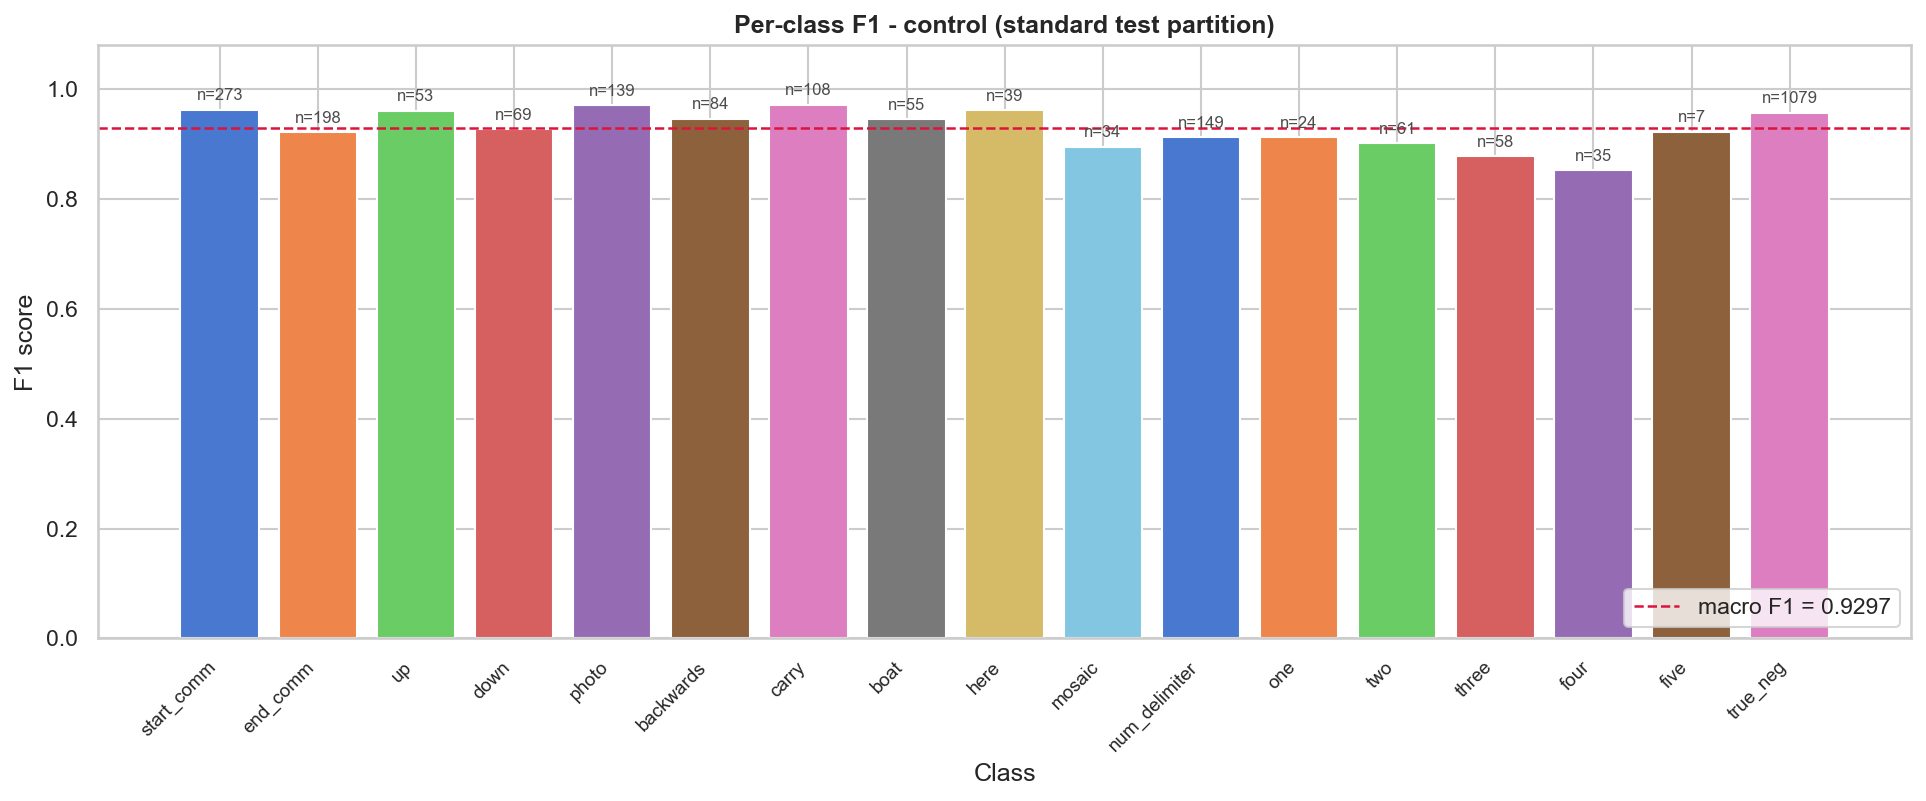 Per-class F1 - control (standard test partition)
F1 score
1.0
0.8
0.6
0.4
0.2
0.0
n=273
n=198
n=53
n=69
n=139
n=84
n=108
n=55
n=39
n=34
n=149
n=24
n=61
n=58
n=35
n=7
n=1079
macro F1 = 0.9297
start_comm
end_comm
up
down
photo
backwards
carry
boat
here
mosaic
num_delimiter
one
two
three
four
five
true_neg
Class